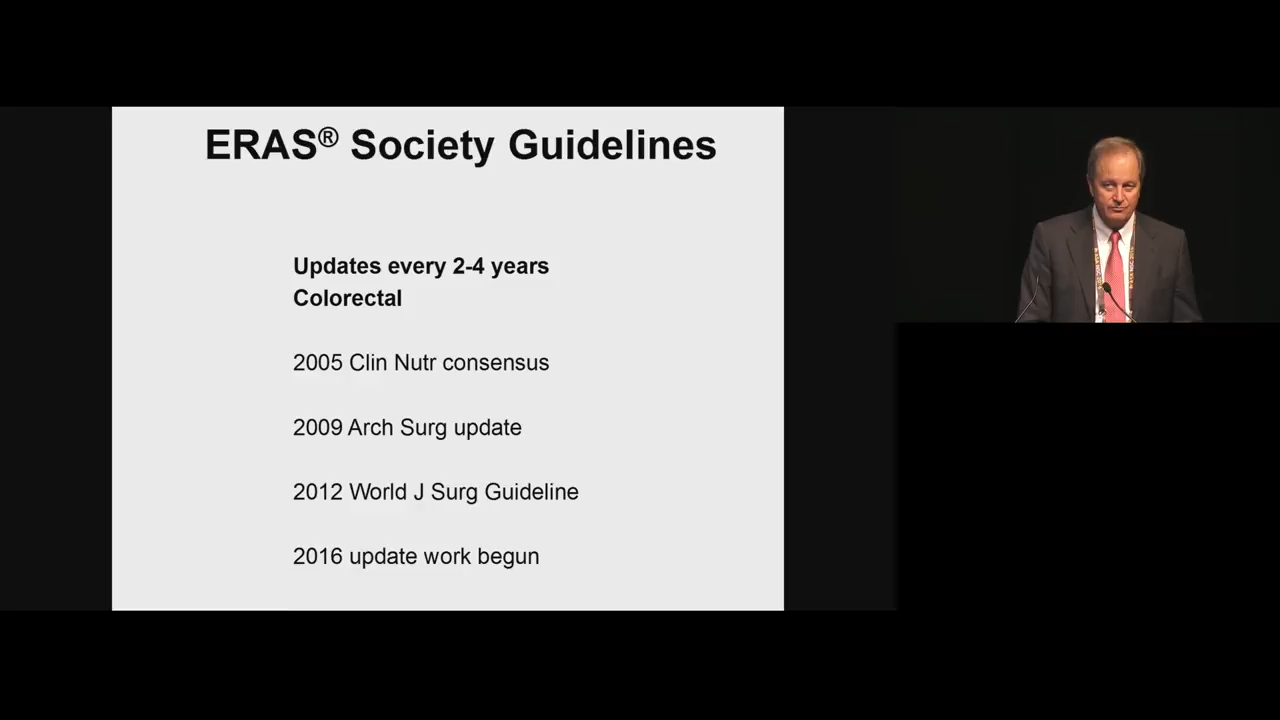 ERAS® Society Guidelines
Updates every 2-4 years
Colorectal
2005 Clin Nutr consensus
2009 Arch Surg update
2012 World J Surg Guideline
2016 update work begun